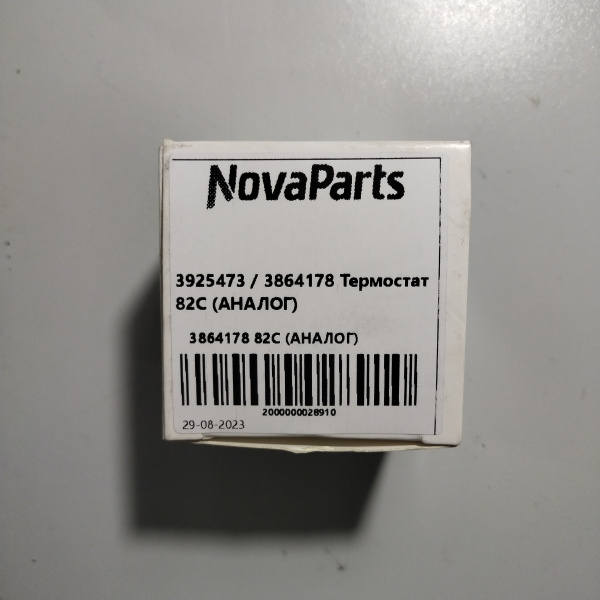 NovaParts
3925473 / 3864178 Термостат
82C (АНАЛОГ)
3864178 82C (АНАЛОГ)
2000000028910
29-08-2023